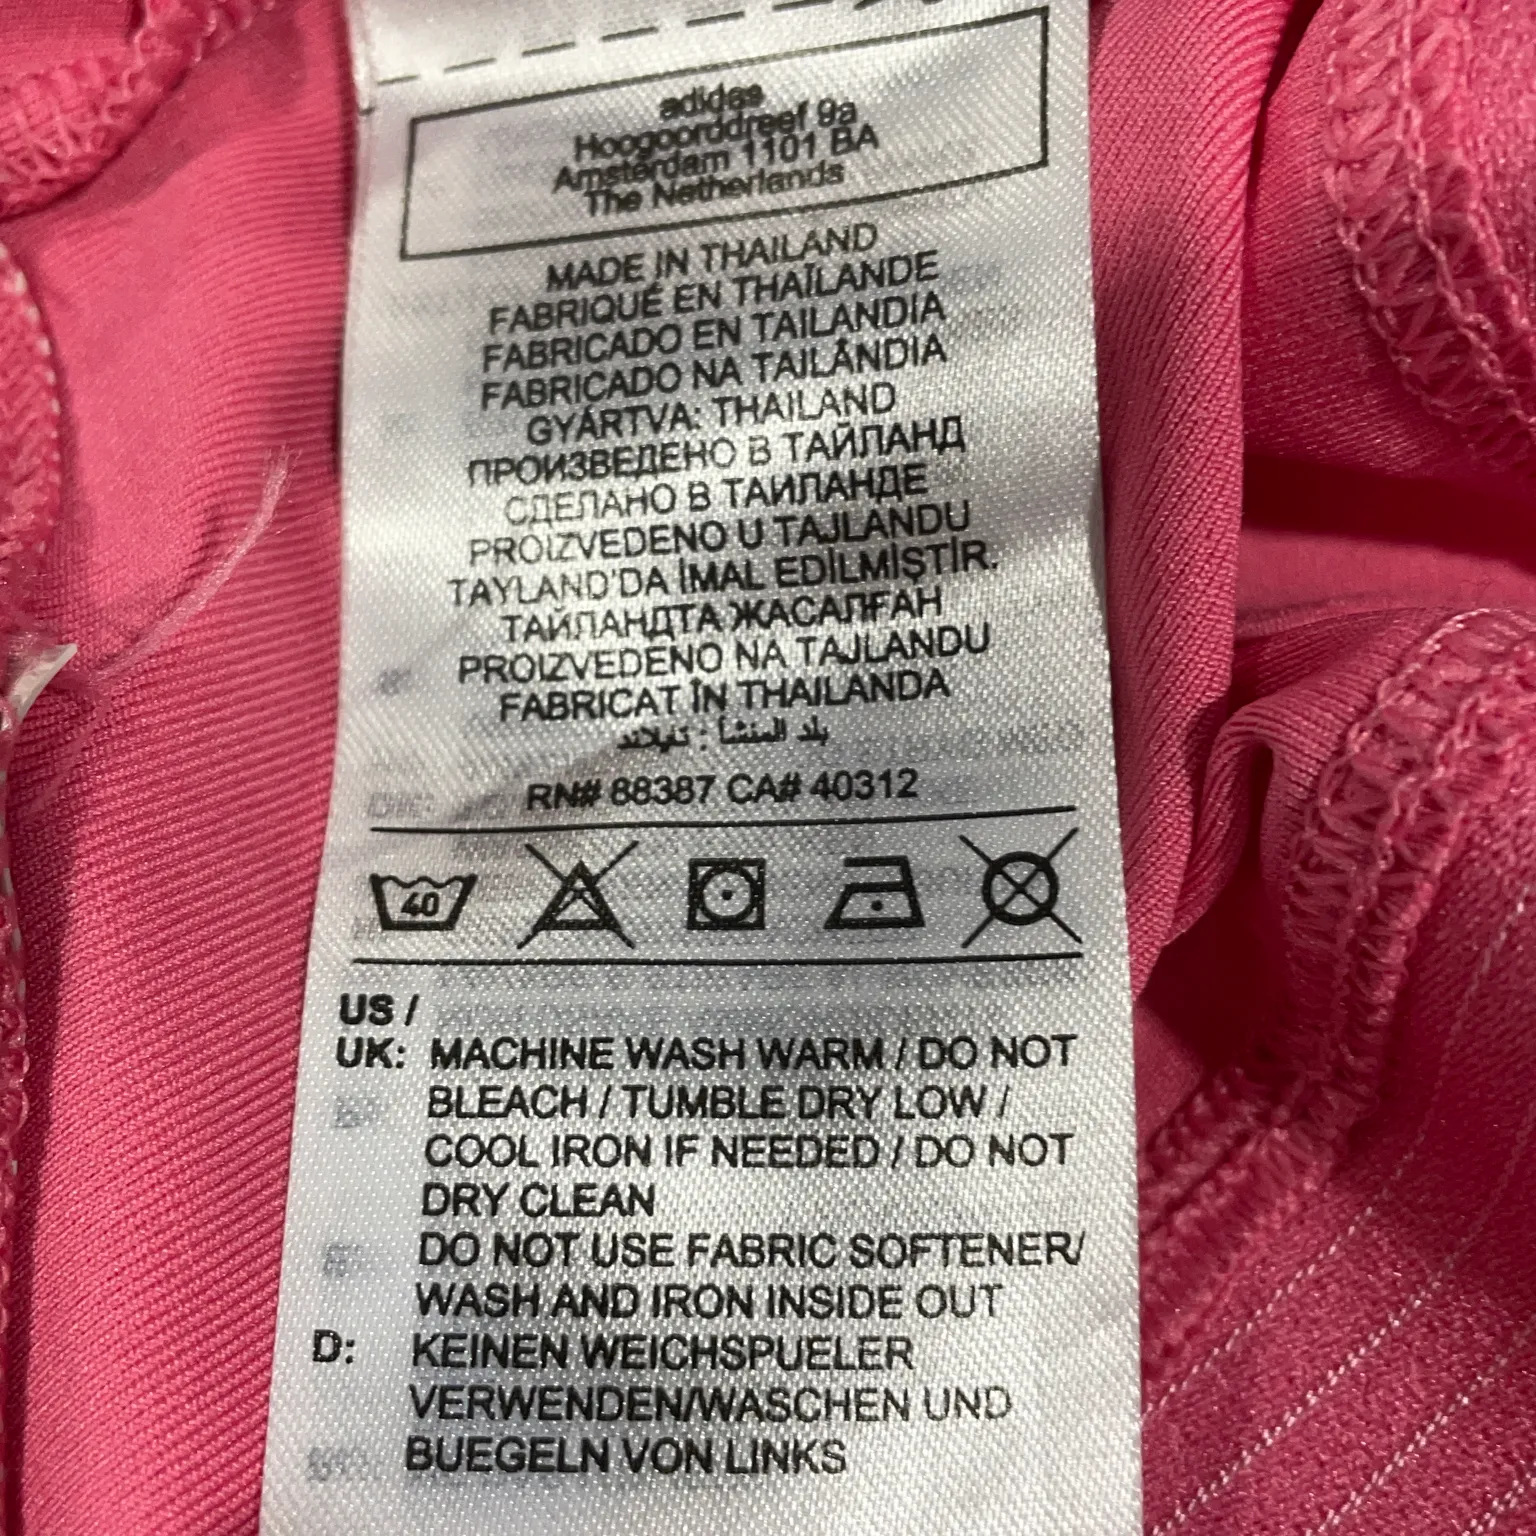 adidas
Hoogoorddreef 9a
Amsterdam 1101 BA
The Netherlands
MADE IN THAILAND
FABRIQUÉ EN THAÏLANDE
FABRICADO EN TAILANDIA
FABRICADO NA TAILÂNDIA
GYÁRTVA: THAILAND
ПРОИЗВЕДЕНО В ТАЙЛАНД
СДЕЛАНО В ТАИЛАНДЕ
PROIZVEDENO U TAJLANDU
TAYLAND'DA İMAL EDİLMİŞTİR.
ТАЙЛАНДТА ЖАСАЛҒАН
PROIZVEDENO NA TAJLANDU
FABRICAT ÎN THAILANDA
بلد المنشأ : تايلاند
RN# 88387 CA# 40312
40
US /
UK: MACHINE WASH WARM / DO NOT
BLEACH / TUMBLE DRY LOW /
COOL IRON IF NEEDED / DO NOT
DRY CLEAN
DO NOT USE FABRIC SOFTENER/
WASH AND IRON INSIDE OUT
D: KEINEN WEICHSPUELER
VERWENDEN/WASCHEN UND
BUEGELN VON LINKS